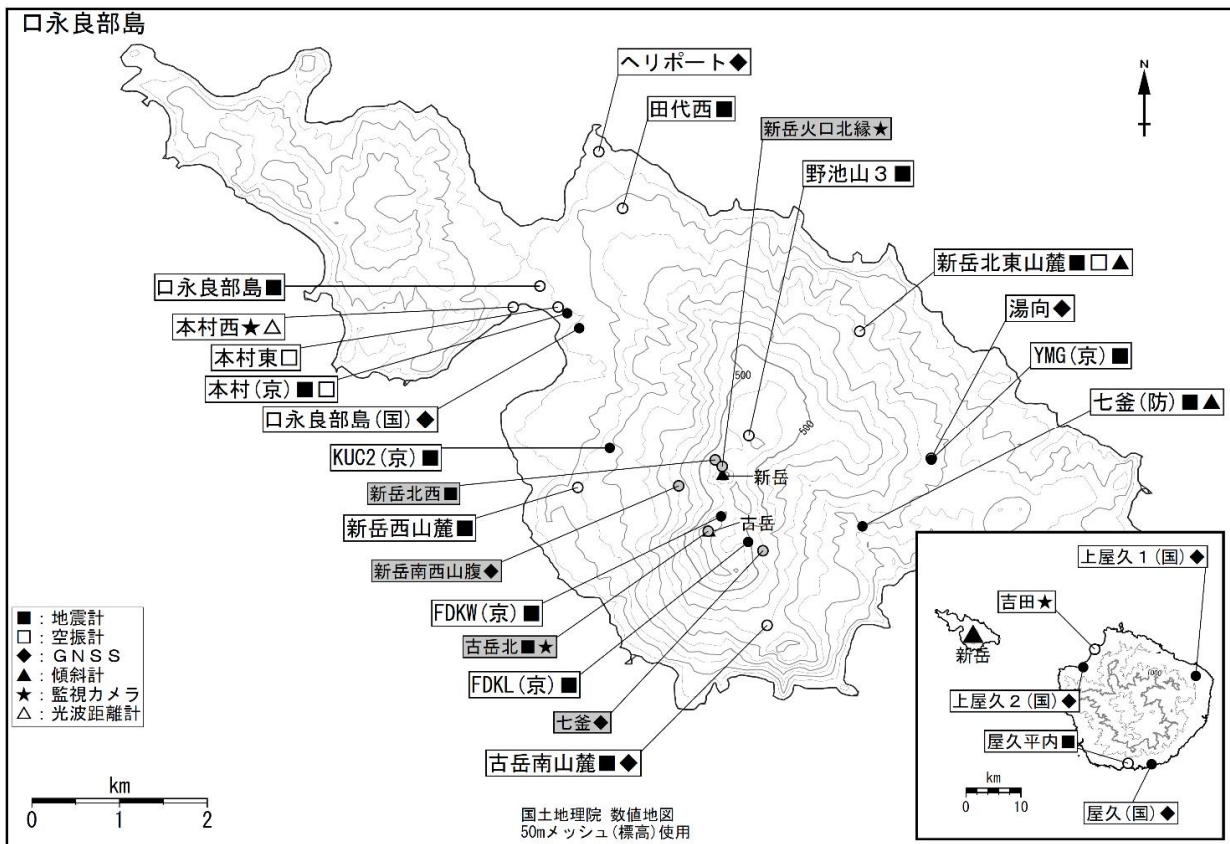 口永良部島
ヘリポート◆
田代西■
新岳火口北縁★
野池山3■
N
新岳北東山麓■□▲
湯向◆
YMG(京)■
七釜(防)■▲
口永良部島■
本村西★△
本村東□
本村(京)■□
口永良部島(国)◆
KUC2(京)■
新岳北西■
新岳西山麓■
新岳南西山腹◆
FDKW(京)■
古岳北■★
FDKL(京)■
七釜◆
古岳南山麓■◆
500
500
新岳
古岳
■：地震計
□：空振計
◆：GNSS
▲：傾斜計
★：監視カメラ
△：光波距離計
km
0 1 2
国土地理院 数値地図
50mメッシュ(標高)使用
上屋久1(国)◆
吉田★
新岳
1000
上屋久2(国)◆
屋久平内■
km
0 10
屋久(国)◆